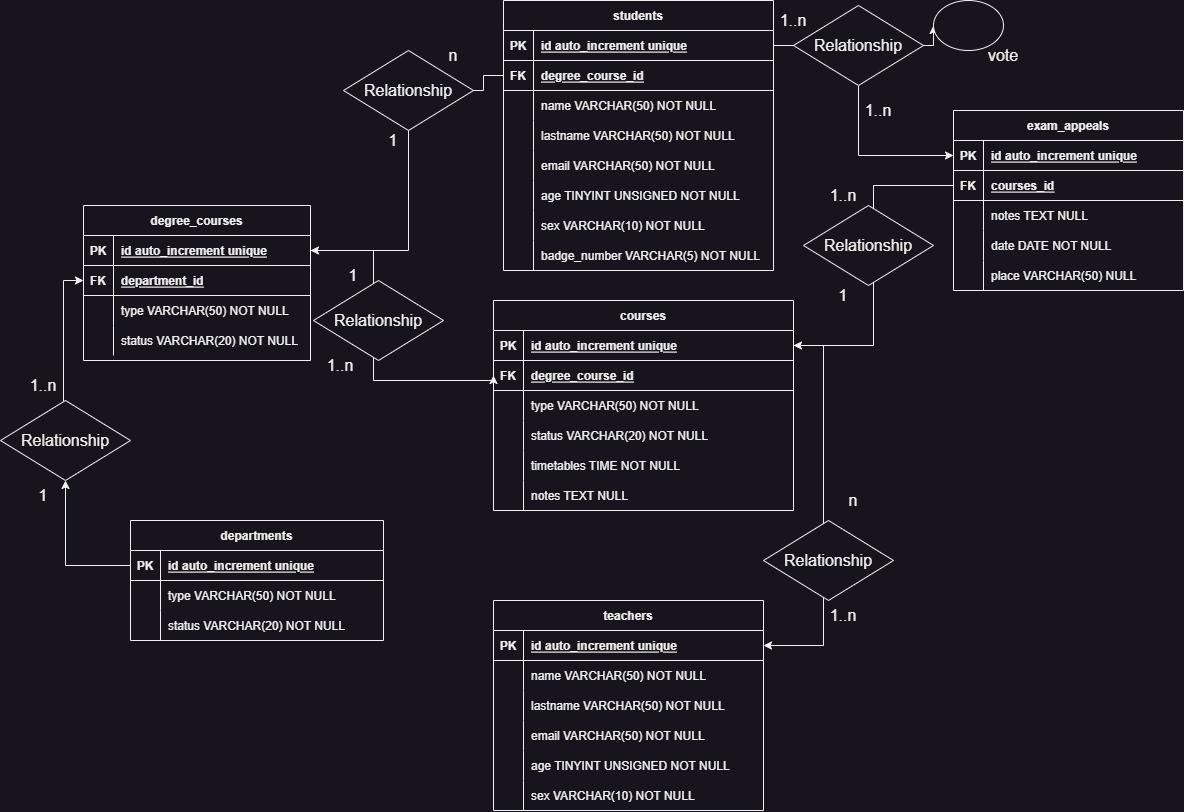 students
PK id auto_increment unique
FK degree_course_id
name VARCHAR(50) NOT NULL
lastname VARCHAR(50) NOT NULL
email VARCHAR(50) NOT NULL
age TINYINT UNSIGNED NOT NULL
sex VARCHAR(10) NOT NULL
badge_number VARCHAR(5) NOT NULL
1..n
Relationship
vote
1..n
n
Relationship
1
exam_appeals
PK id auto_increment unique
FK courses_id
notes TEXT NULL
date DATE NOT NULL
place VARCHAR(50) NULL
1..n
Relationship
1
degree_courses
PK id auto_increment unique
FK department_id
type VARCHAR(50) NOT NULL
status VARCHAR(20) NOT NULL
1
Relationship
1..n
courses
PK id auto_increment unique
FK degree_course_id
type VARCHAR(50) NOT NULL
status VARCHAR(20) NOT NULL
timetables TIME NOT NULL
notes TEXT NULL
1..n
Relationship
1
departments
PK id auto_increment unique
type VARCHAR(50) NOT NULL
status VARCHAR(20) NOT NULL
n
Relationship
1..n
teachers
PK id auto_increment unique
name VARCHAR(50) NOT NULL
lastname VARCHAR(50) NOT NULL
email VARCHAR(50) NOT NULL
age TINYINT UNSIGNED NOT NULL
sex VARCHAR(10) NOT NULL